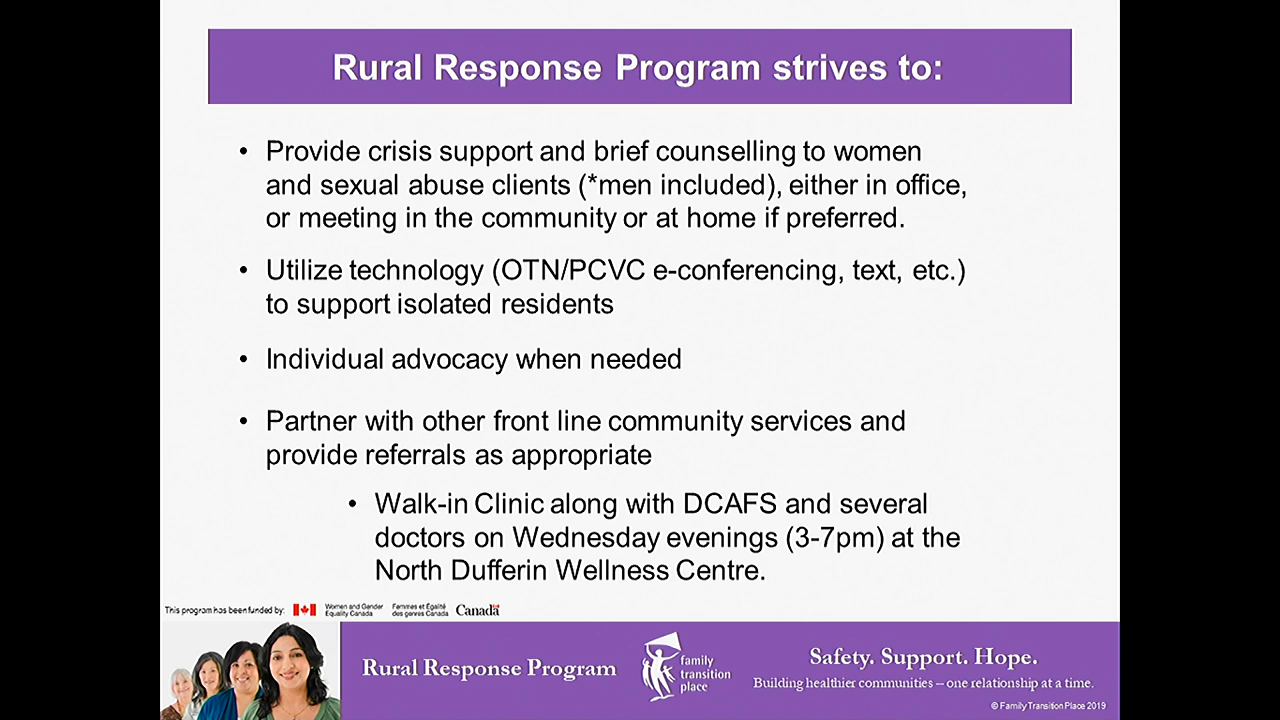 Rural Response Program strives to:
• Provide crisis support and brief counselling to women
and sexual abuse clients (*men included), either in office,
or meeting in the community or at home if preferred.
• Utilize technology (OTN/PCVC e-conferencing, text, etc.)
to support isolated residents
• Individual advocacy when needed
• Partner with other front line community services and
provide referrals as appropriate
• Walk-in Clinic along with DCAFS and several
doctors on Wednesday evenings (3-7pm) at the
North Dufferin Wellness Centre.
This program has been funded by:
Women and Gender
Equality Canada
Femmes et Égalité
des genres Canada
Canada
Rural Response Program
family
transition
place
Safety. Support. Hope.
Building healthier communities – one relationship at a time.
© Family Transition Place 2019